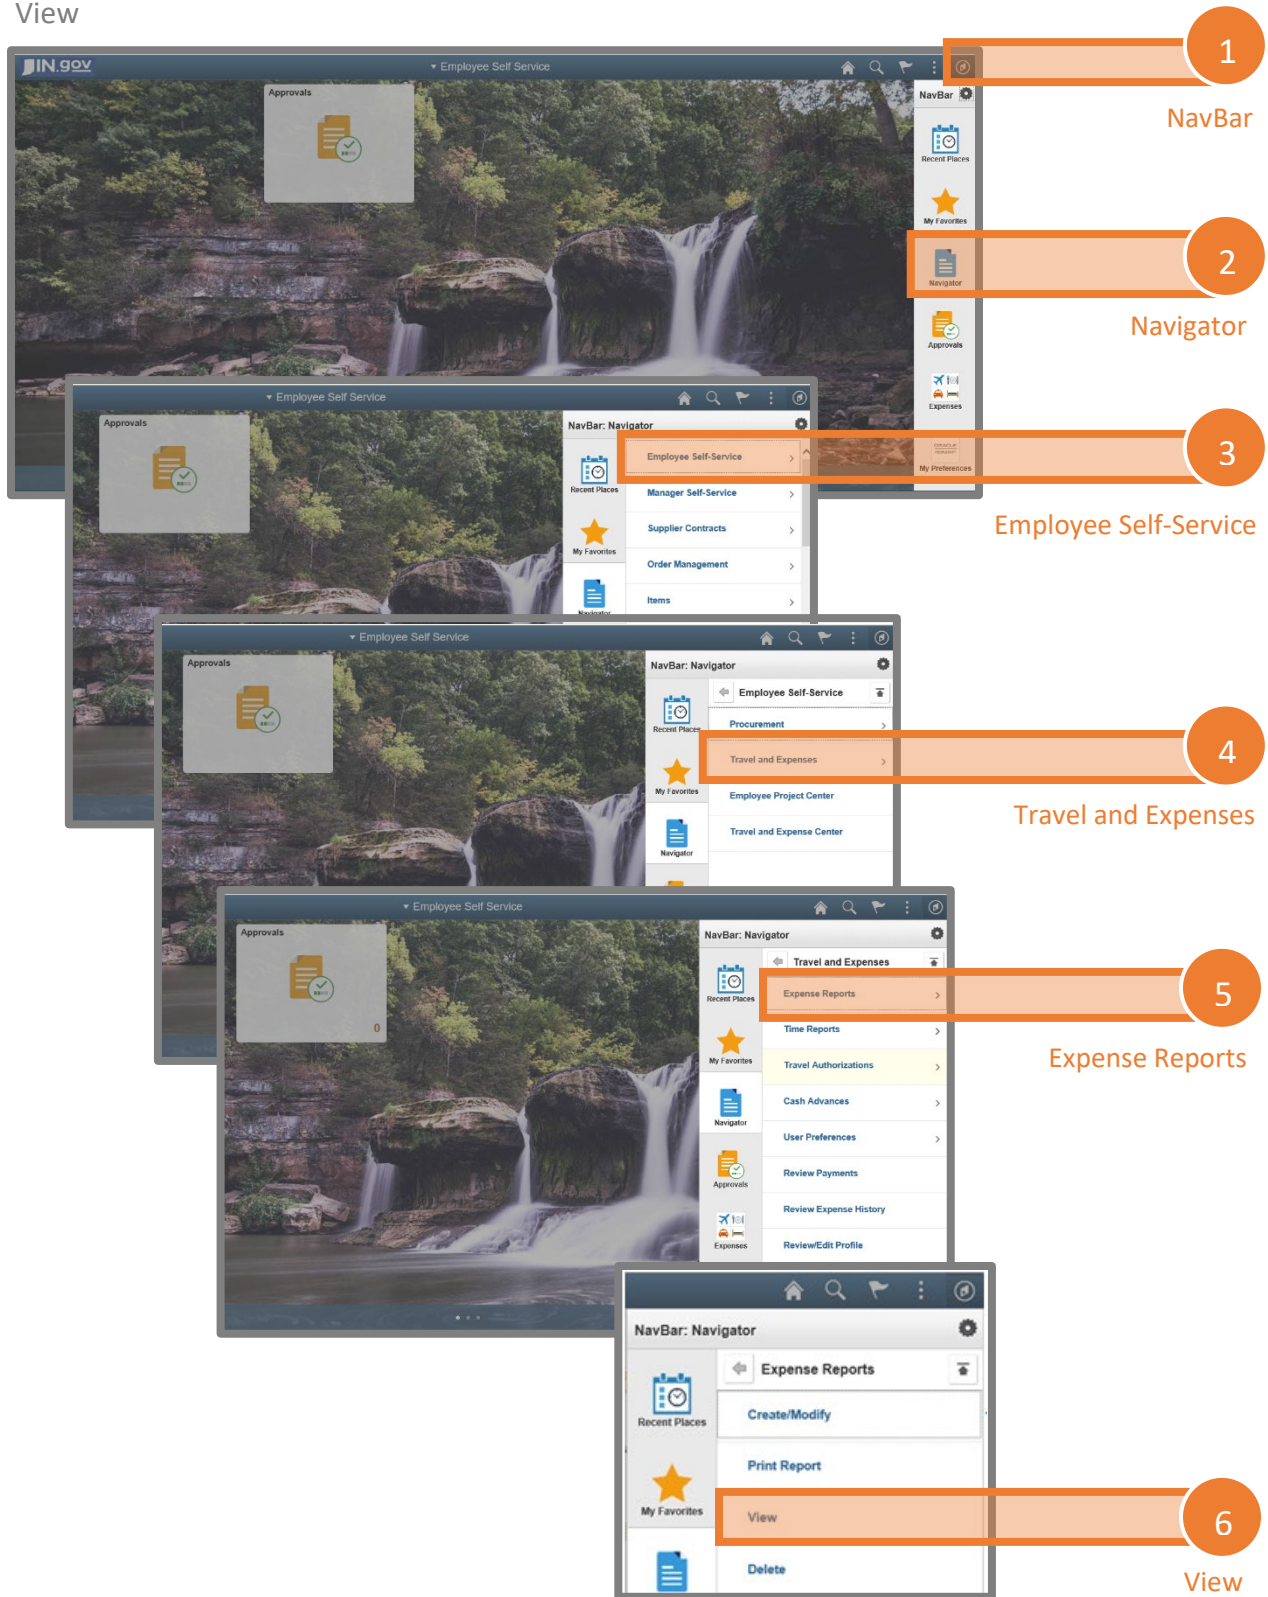 View
IN.gov
Employee Self Service
1
NavBar
NavBar
Approvals
Recent Places
My Favorites
2
Navigator
Navigator
Approvals
Expenses
My Preferences
Employee Self Service
Approvals
NavBar: Navigator
3
Employee Self-Service
Employee Self-Service
Recent Places
Manager Self-Service
Supplier Contracts
My Favorites
Order Management
Items
Navigator
Employee Self Service
Approvals
NavBar: Navigator
Employee Self-Service
Procurement
Recent Places
4
Travel and Expenses
Travel and Expenses
My Favorites
Employee Project Center
Travel and Expense Center
Navigator
Employee Self Service
Approvals
0
NavBar: Navigator
Travel and Expenses
5
Expense Reports
Expense Reports
Recent Places
Time Reports
My Favorites
Travel Authorizations
Cash Advances
Navigator
User Preferences
Review Payments
Approvals
Review Expense History
Expenses
Review/Edit Profile
NavBar: Navigator
Expense Reports
Create/Modify
Recent Places
Print Report
My Favorites
View
6
View
Delete